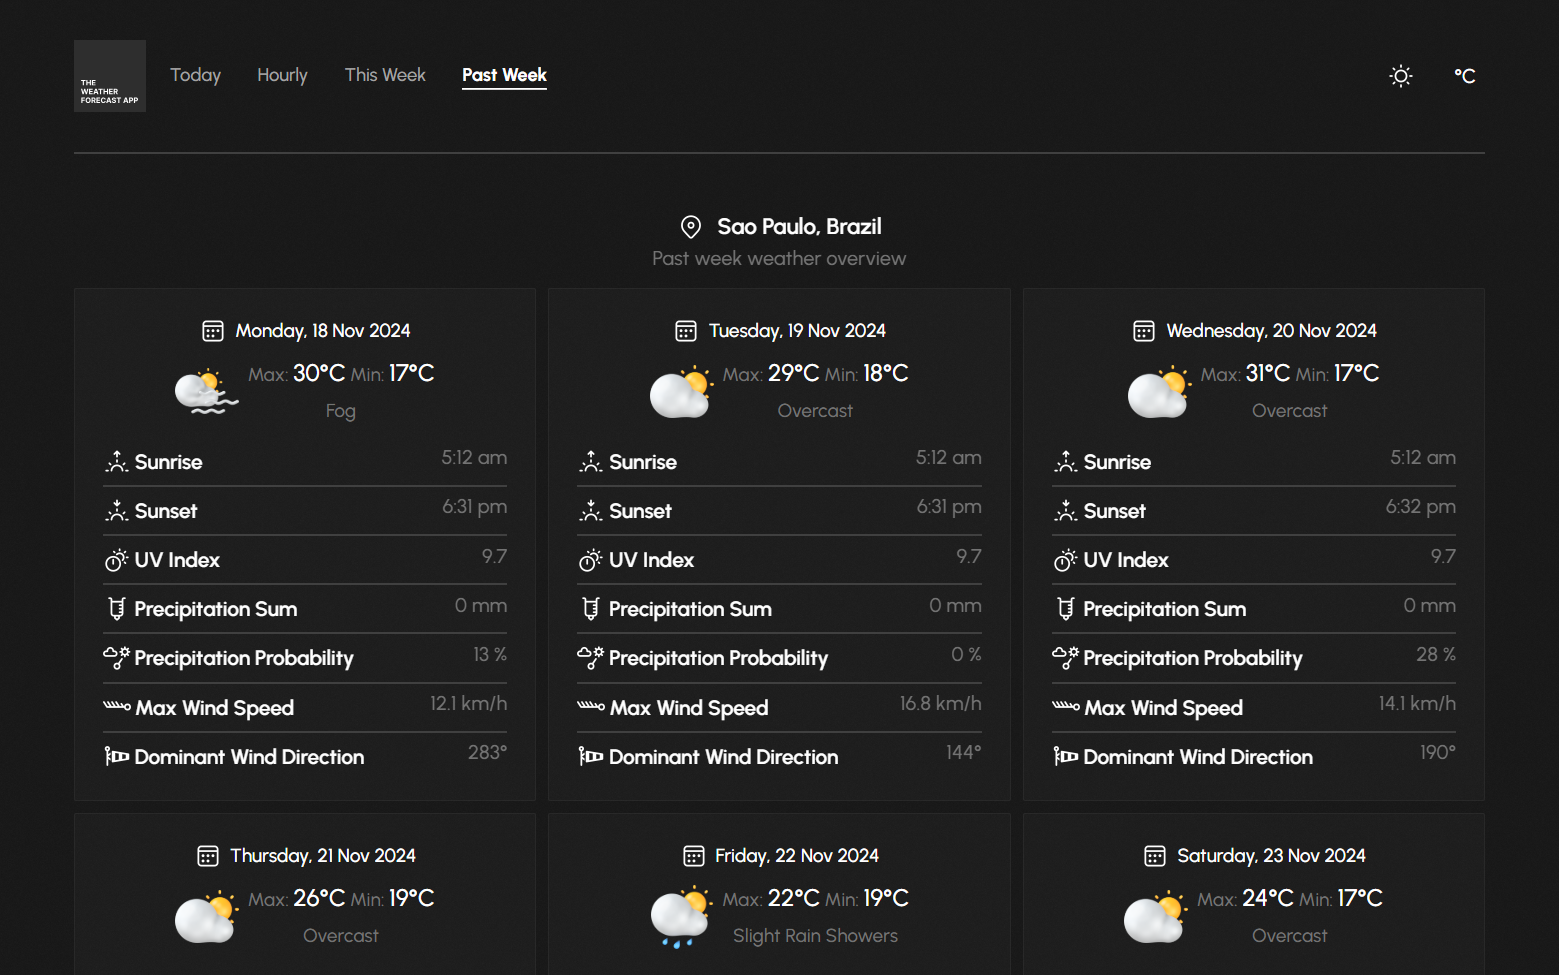 THE
WEATHER
FORECAST APP
Today Hourly This Week Past Week
°C
Sao Paulo, Brazil
Past week weather overview
Monday, 18 Nov 2024
Max: 30°C Min: 17°C
Fog
Sunrise 5:12 am
Sunset 6:31 pm
UV Index 9.7
Precipitation Sum 0 mm
Precipitation Probability 13 %
Max Wind Speed 12.1 km/h
Dominant Wind Direction 283°
Tuesday, 19 Nov 2024
Max: 29°C Min: 18°C
Overcast
Sunrise 5:12 am
Sunset 6:31 pm
UV Index 9.7
Precipitation Sum 0 mm
Precipitation Probability 0 %
Max Wind Speed 16.8 km/h
Dominant Wind Direction 144°
Wednesday, 20 Nov 2024
Max: 31°C Min: 17°C
Overcast
Sunrise 5:12 am
Sunset 6:32 pm
UV Index 9.7
Precipitation Sum 0 mm
Precipitation Probability 28 %
Max Wind Speed 14.1 km/h
Dominant Wind Direction 190°
Thursday, 21 Nov 2024
Max: 26°C Min: 19°C
Overcast
Friday, 22 Nov 2024
Max: 22°C Min: 19°C
Slight Rain Showers
Saturday, 23 Nov 2024
Max: 24°C Min: 17°C
Overcast